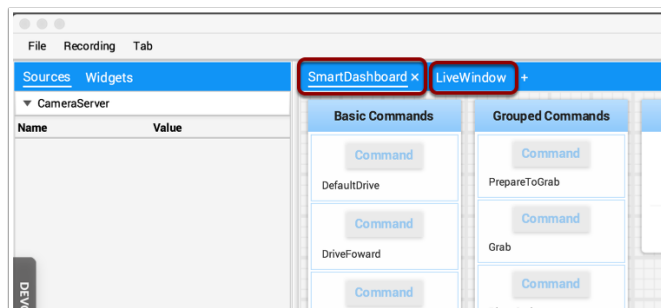 File Recording Tab
Sources Widgets
SmartDashboard × LiveWindow +
CameraServer
Name Value
Basic Commands
Command
DefaultDrive
Command
DriveFoward
Command
Grouped Commands
Command
PrepareToGrab
Command
Grab
Command